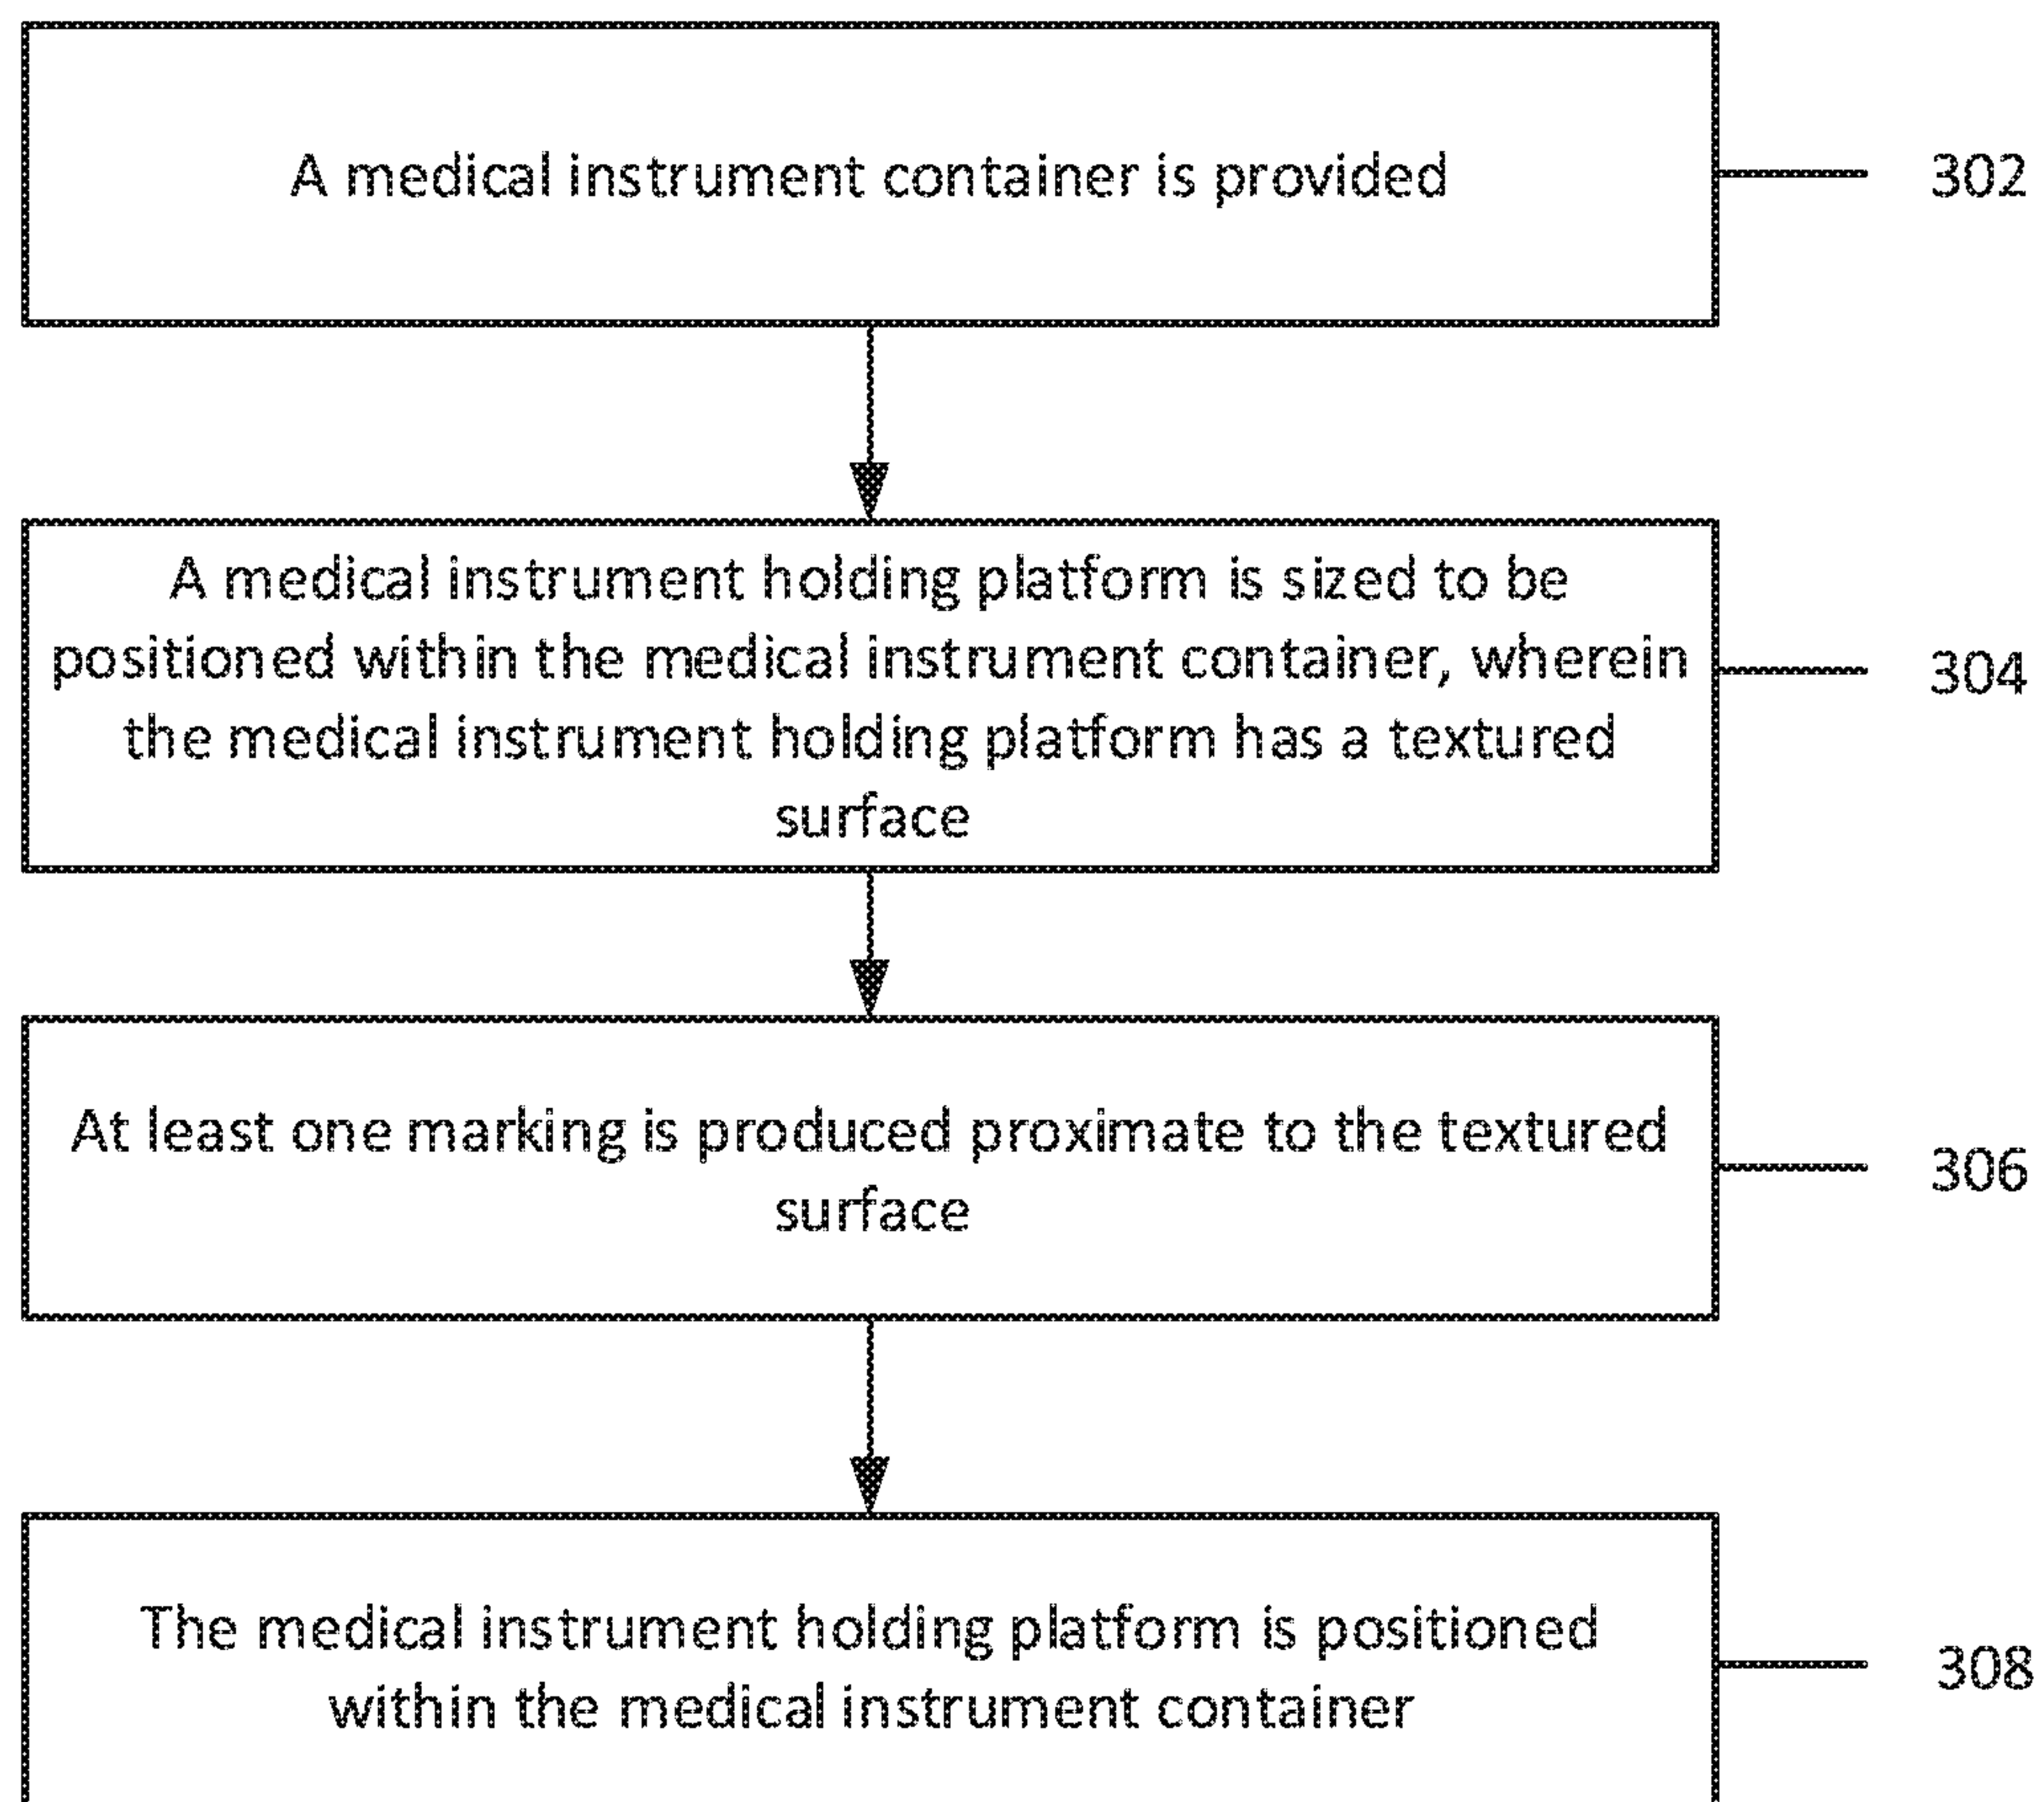 A medical instrument container is provided
302
A medical instrument holding platform is sized to be
positioned within the medical instrument container, wherein
the medical instrument holding platform has a textured
surface
304
At least one marking is produced proximate to the textured
surface
306
The medical instrument holding platform is positioned
within the medical instrument container
308